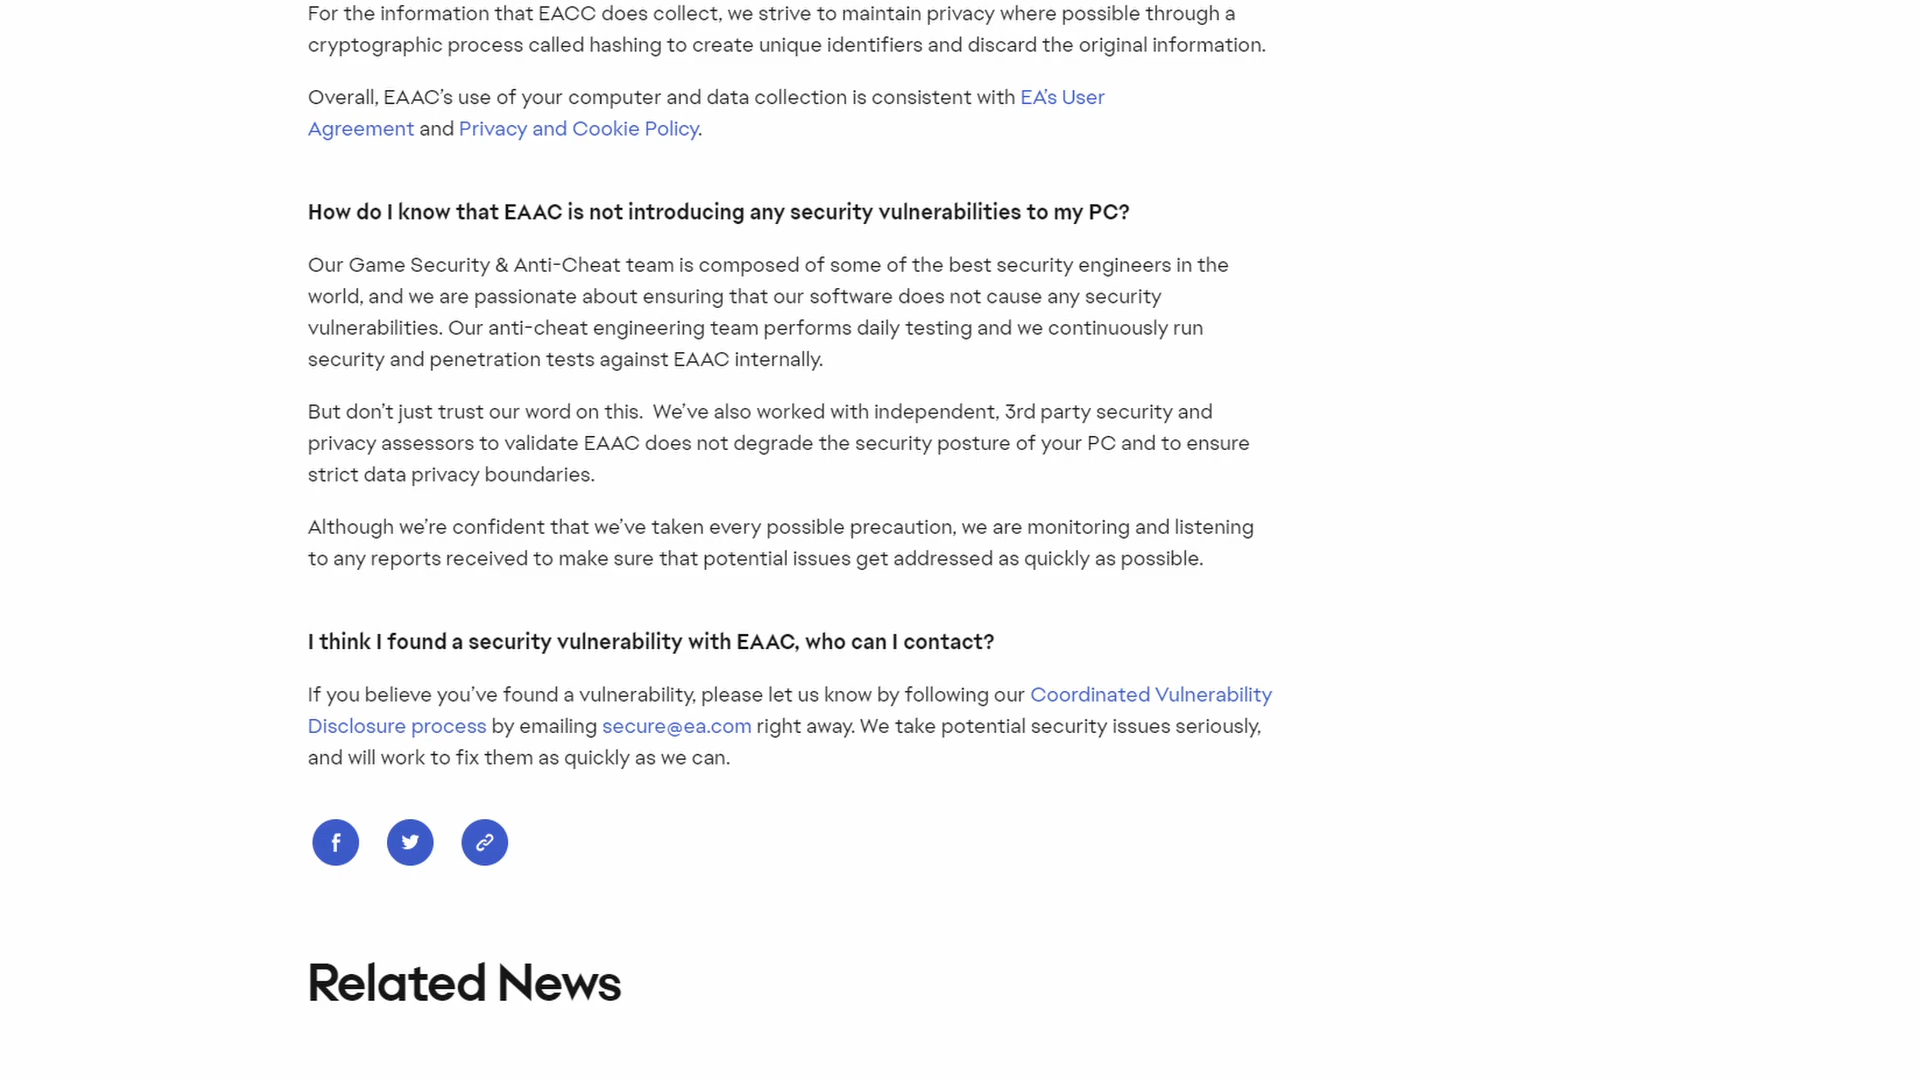 For the information that EACC does collect, we strive to maintain privacy where possible through a
cryptographic process called hashing to create unique identifiers and discard the original information.
Overall, EAAC’s use of your computer and data collection is consistent with EA’s User
Agreement and Privacy and Cookie Policy.
How do I know that EAAC is not introducing any security vulnerabilities to my PC?
Our Game Security & Anti-Cheat team is composed of some of the best security engineers in the
world, and we are passionate about ensuring that our software does not cause any security
vulnerabilities. Our anti-cheat engineering team performs daily testing and we continuously run
security and penetration tests against EAAC internally.
But don’t just trust our word on this.  We’ve also worked with independent, 3rd party security and
privacy assessors to validate EAAC does not degrade the security posture of your PC and to ensure
strict data privacy boundaries.
Although we’re confident that we’ve taken every possible precaution, we are monitoring and listening
to any reports received to make sure that potential issues get addressed as quickly as possible.
I think I found a security vulnerability with EAAC, who can I contact?
If you believe you’ve found a vulnerability, please let us know by following our Coordinated Vulnerability
Disclosure process by emailing secure@ea.com right away. We take potential security issues seriously,
and will work to fix them as quickly as we can.
Related News